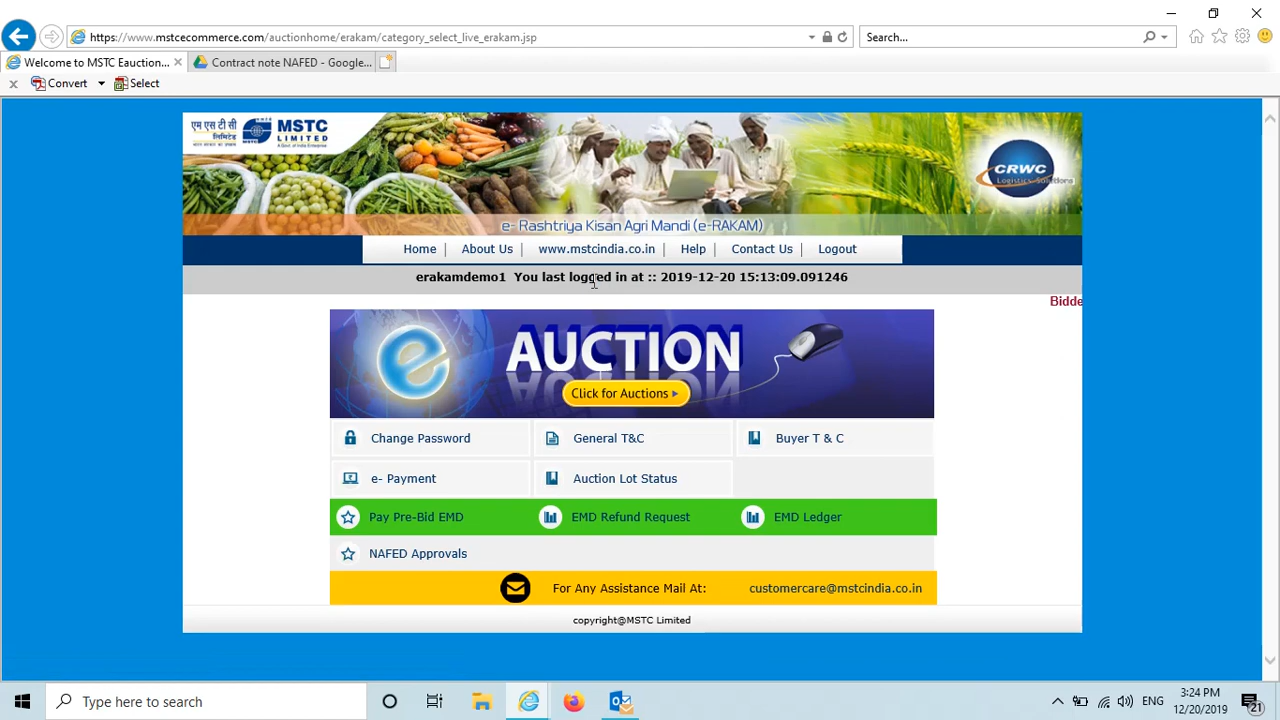 https://www.mstcecommerce.com/auctionhome/erakam/category_select_live_erakam.jsp
Search...
Welcome to MSTC Eauction...
Contract note NAFED - Google...
x Convert Select
एम एस टी सी
लिमिटेड
MSTC
LIMITED
CRWC
Logistics Solutions
e- Rashtriya Kisan Agri Mandi (e-RAKAM)
Home | About Us | www.mstcindia.co.in | Help | Contact Us | Logout
erakamdemo1 You last logged in at :: 2019-12-20 15:13:09.091246
Bidde
e AUCTION
Click for Auctions
Change Password General T&C Buyer T & C
e- Payment Auction Lot Status
Pay Pre-Bid EMD EMD Refund Request EMD Ledger
NAFED Approvals
For Any Assistance Mail At: customercare@mstcindia.co.in
copyright@MSTC Limited
Type here to search
ENG
3:24 PM
12/20/2019
21